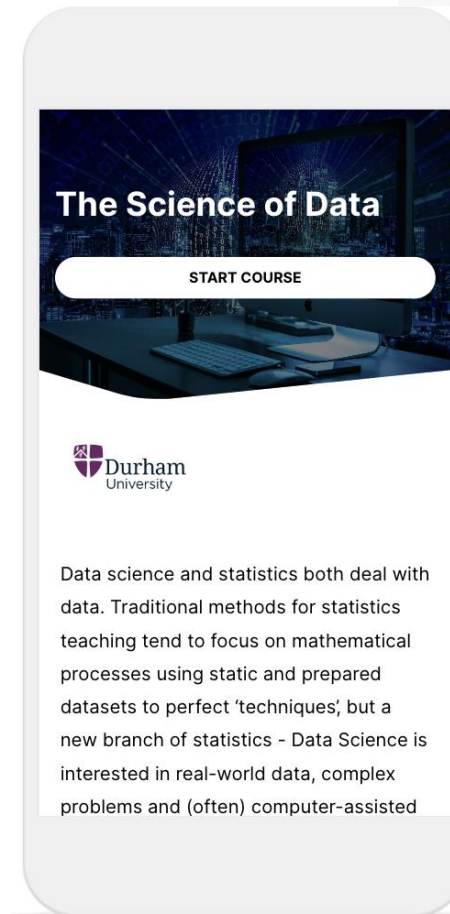 The Science of Data
START COURSE
Durham
University
Data science and statistics both deal with
data. Traditional methods for statistics
teaching tend to focus on mathematical
processes using static and prepared
datasets to perfect ‘techniques’, but a
new branch of statistics - Data Science is
interested in real-world data, complex
problems and (often) computer-assisted